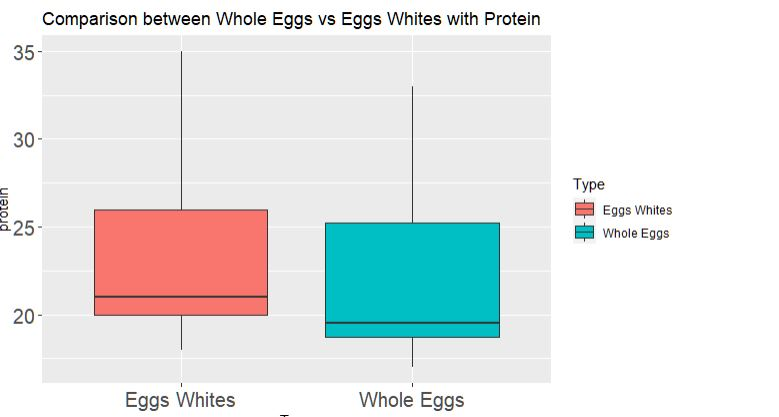 Comparison between Whole Eggs vs Eggs Whites with Protein
35
30
25
20
protein
Eggs Whites
Whole Eggs
Type
Eggs Whites
Whole Eggs